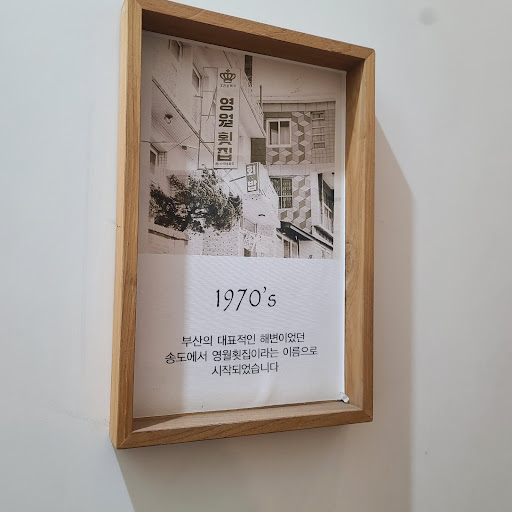 영월횟집
회밥
1970's
부산의 대표적인 해변이었던
송도에서 영월횟집이라는 이름으로
시작되었습니다